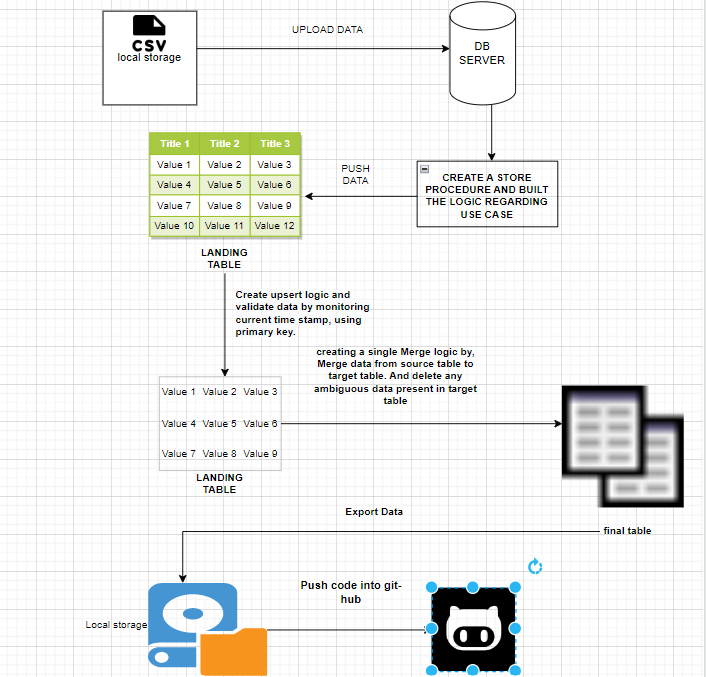 CSV
local storage
UPLOAD DATA
DB
SERVER
Title 1 Title 2 Title 3
Value 1 Value 2 Value 3
Value 4 Value 5 Value 6
Value 7 Value 8 Value 9
Value 10 Value 11 Value 12
PUSH
DATA
CREATE A STORE
PROCEDURE AND BUILT
THE LOGIC REGARDING
USE CASE
LANDING
TABLE
Create upsert logic and
validate data by monitoring
current time stamp, using
primary key.
creating a single Merge logic by,
Merge data from source table to
target table. And delete any
ambiguous data present in target
table
Value 1 Value 2 Value 3
Value 4 Value 5 Value 6
Value 7 Value 8 Value 9
LANDING
TABLE
Export Data
final table
Push code into git-
hub
Local storage